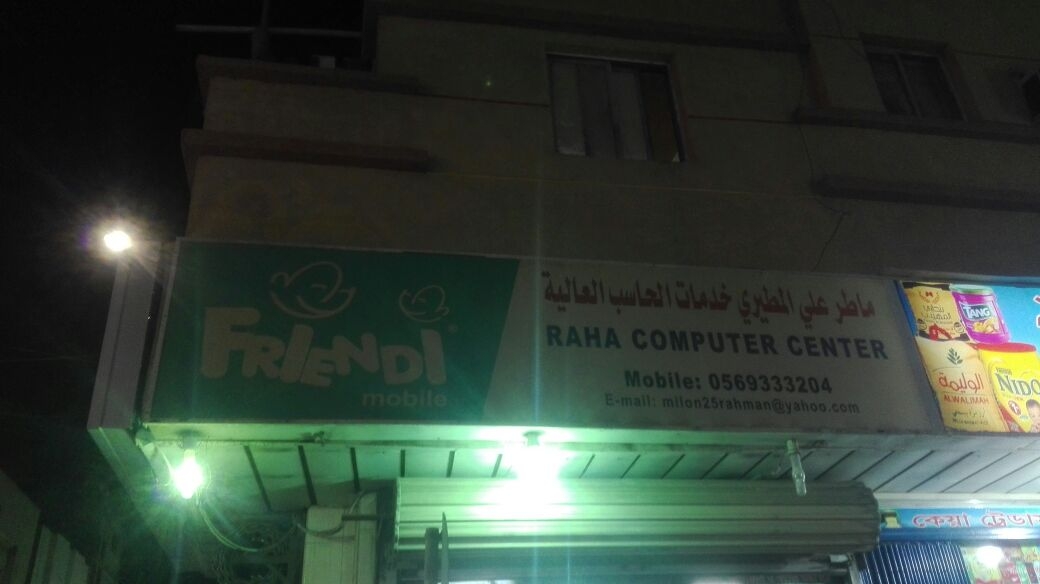 FRIENDI
mobile
ماطر علي المطيري خدمات الحاسب العالية
RAHA COMPUTER CENTER
Mobile: 0569333204
E-mail: milon25rahman@yahoo.com
TANG
الوليمة
ALWALIMAH
NIDO
কেয়া ট্রেডা